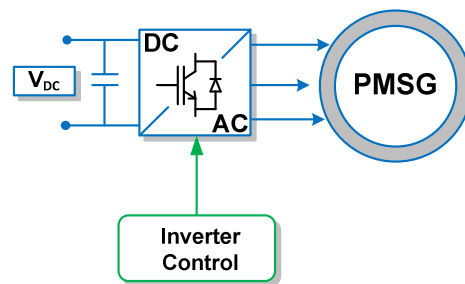 DC
V_DC
AC
PMSG
Inverter
Control